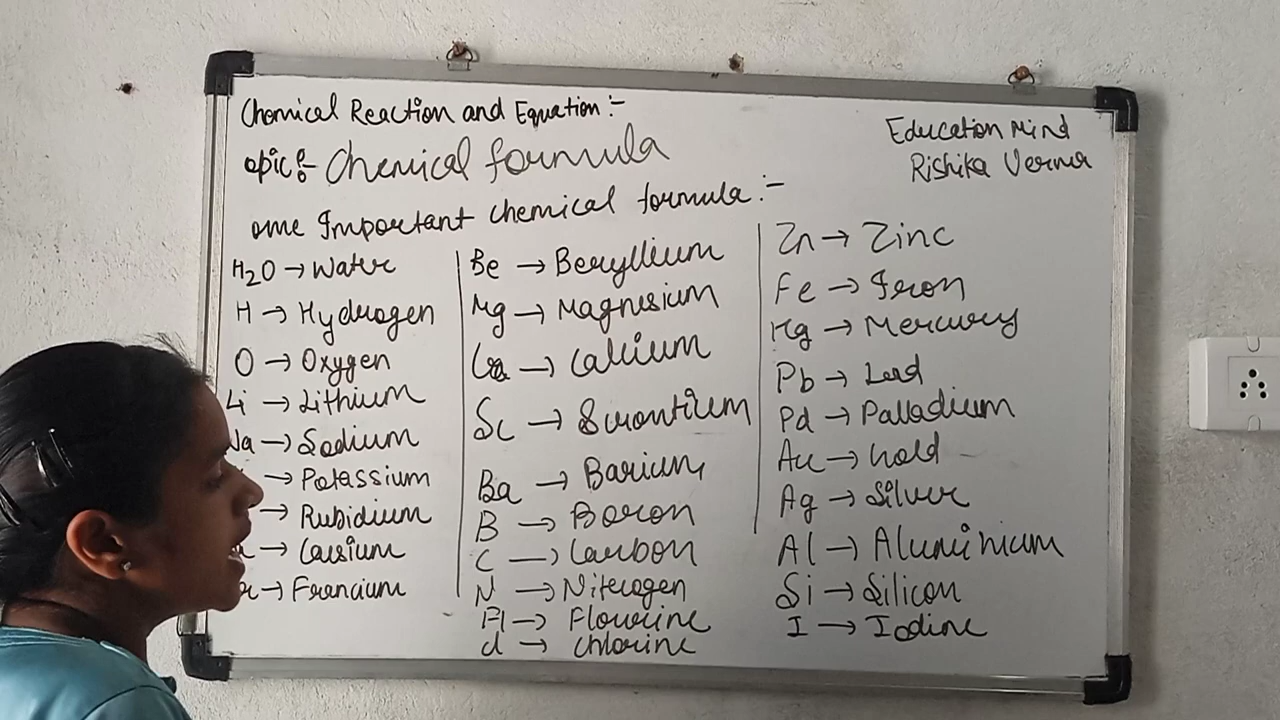 Chemical Reaction and Equation :-
opic :- Chemical formula
ome Important chemical formula :-
Education Mind
Rishika Verma
H₂O → Water
H → Hydrogen
O → Oxygen
Li → Lithium
Na → Sodium
→ Potassium
→ Rubidium
→ Caesium
→ Francium
Be → Beryllium
Mg → Magnesium
Ca → Calcium
Sc → Srontium
Ba → Barium
B → Boron
C → Carbon
N → Niterogen
Fl → Flourine
Cl → Chlorine
Zn → Zinc
Fe → Iron
Hg → Mercury
Pb → Lead
Pd → Palladium
Au → Gold
Ag → Silver
Al → Aluminium
Si → Silicon
I → Iodine